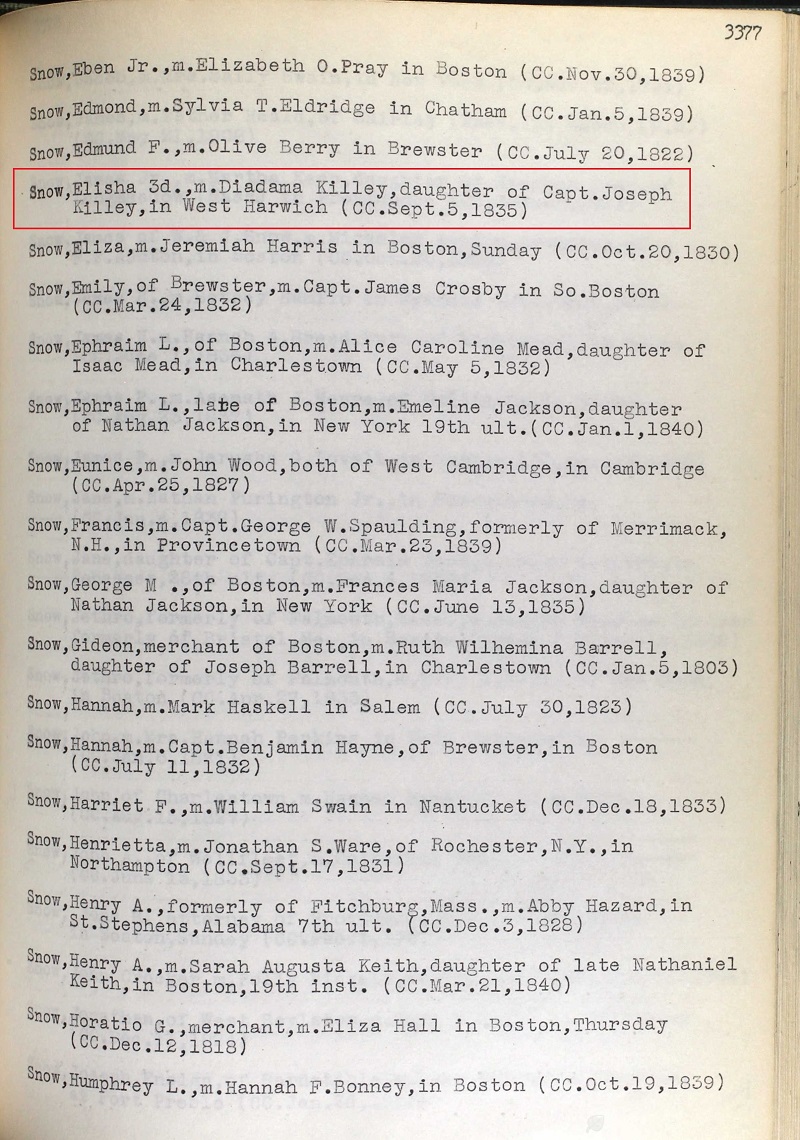 3377
Snow,Eben Jr.,m.Elizabeth O.Pray in Boston (CC.Nov.30,1839)
Snow,Edmond,m.Sylvia T.Eldridge in Chatham (CC.Jan.5,1839)
Snow,Edmund F.,m.Olive Berry in Brewster (CC.July 20,1822)
Snow,Elisha 3d.,m.Diadama Killey,daughter of Capt.Joseph
Killey,in West Harwich (CC.Sept.5,1835)
Snow,Eliza,m.Jeremiah Harris in Boston,Sunday (CC.Oct.20,1830)
Snow,Emily,of Brewster,m.Capt.James Crosby in So.Boston
(CC.Mar.24,1832)
Snow,Ephraim L.,of Boston,m.Alice Caroline Mead,daughter of
Isaac Mead,in Charlestown (CC.May 5,1832)
Snow,Ephraim L.,late of Boston,m.Emeline Jackson,daughter
of Nathan Jackson,in New York 19th ult.(CC.Jan.1,1840)
Snow,Eunice,m.John Wood,both of West Cambridge,in Cambridge
(CC.Apr.25,1827)
Snow,Francis,m.Capt.George W.Spaulding,formerly of Merrimack,
N.H.,in Provincetown (CC.Mar.23,1839)
Snow,George M .,of Boston,m.Frances Maria Jackson,daughter of
Nathan Jackson,in New York (CC.June 13,1835)
Snow,Gideon,merchant of Boston,m.Ruth Wilhemina Barrell,
daughter of Joseph Barrell,in Charlestown (CC.Jan.5,1803)
Snow,Hannah,m.Mark Haskell in Salem (CC.July 30,1823)
Snow,Hannah,m.Capt.Benjamin Hayne,of Brewster,in Boston
(CC.July 11,1832)
Snow,Harriet F.,m.William Swain in Nantucket (CC.Dec.18,1833)
Snow,Henrietta,m.Jonathan S.Ware,of Rochester,N.Y.,in
Northampton (CC.Sept.17,1831)
Snow,Henry A.,formerly of Fitchburg,Mass.,m.Abby Hazard,in
St.Stephens,Alabama 7th ult. (CC.Dec.3,1828)
Snow,Henry A.,m.Sarah Augusta Keith,daughter of late Nathaniel
Keith,in Boston,19th inst. (CC.Mar.21,1840)
Snow,Horatio G.,merchant,m.Eliza Hall in Boston,Thursday
(CC.Dec.12,1818)
Snow,Humphrey L.,m.Hannah F.Bonney,in Boston (CC.Oct.19,1839)